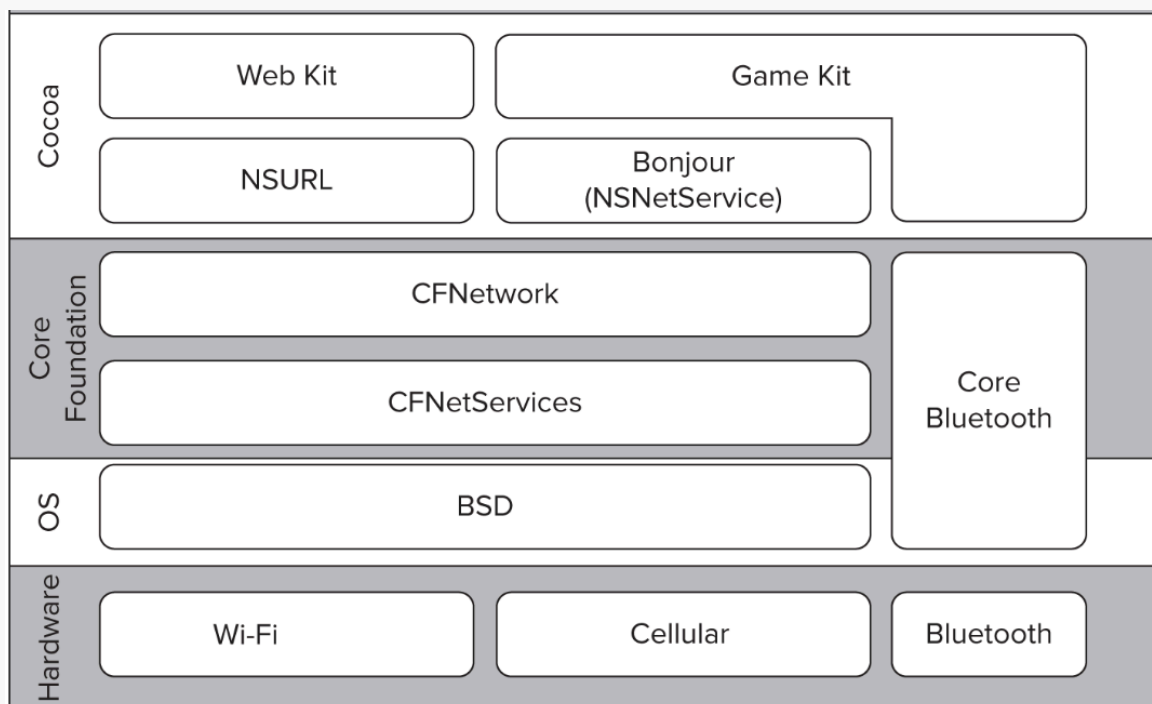 Cocoa
Web Kit
Game Kit
NSURL
Bonjour
(NSNetService)
Core
Foundation
CFNetwork
CFNetServices
Core
Bluetooth
OS
BSD
Hardware
Wi-Fi
Cellular
Bluetooth